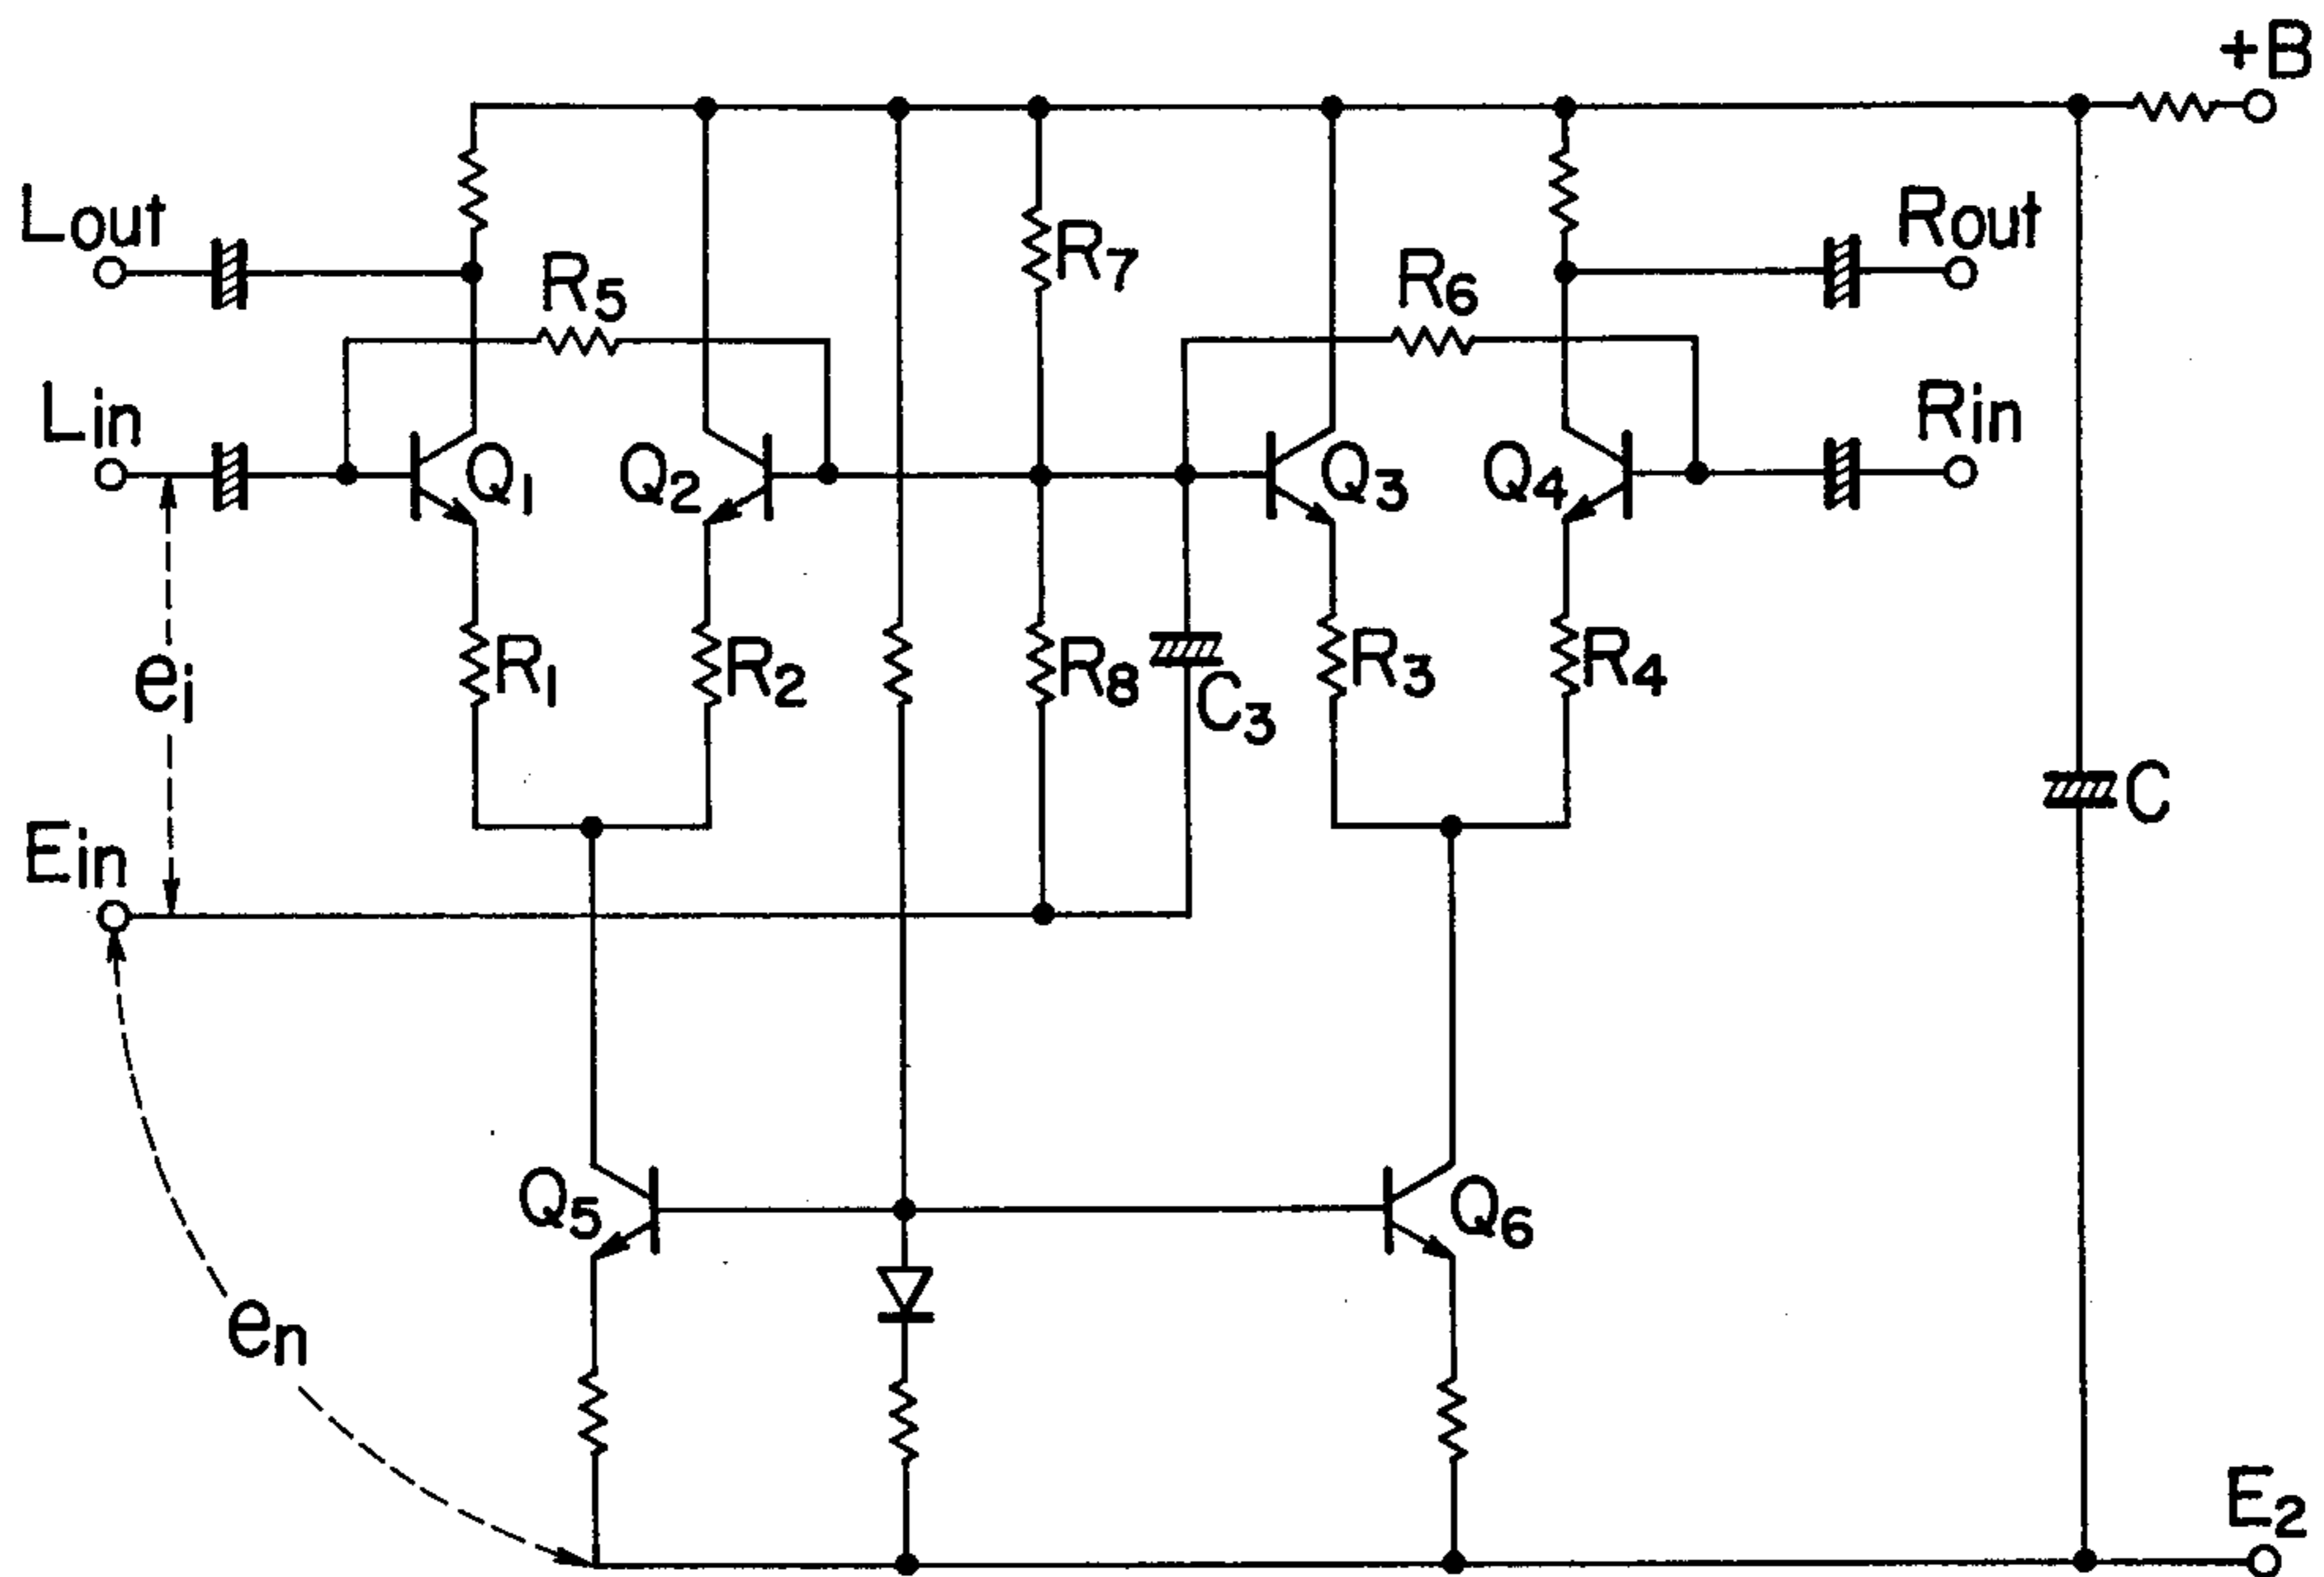 +B
Lout
Rout
R5
R7
R6
Lin
Rin
Q1
Q2
Q3
Q4
ei
R1
R2
R8
C3
R3
R4
C
Ein
Q5
Q6
en
E2